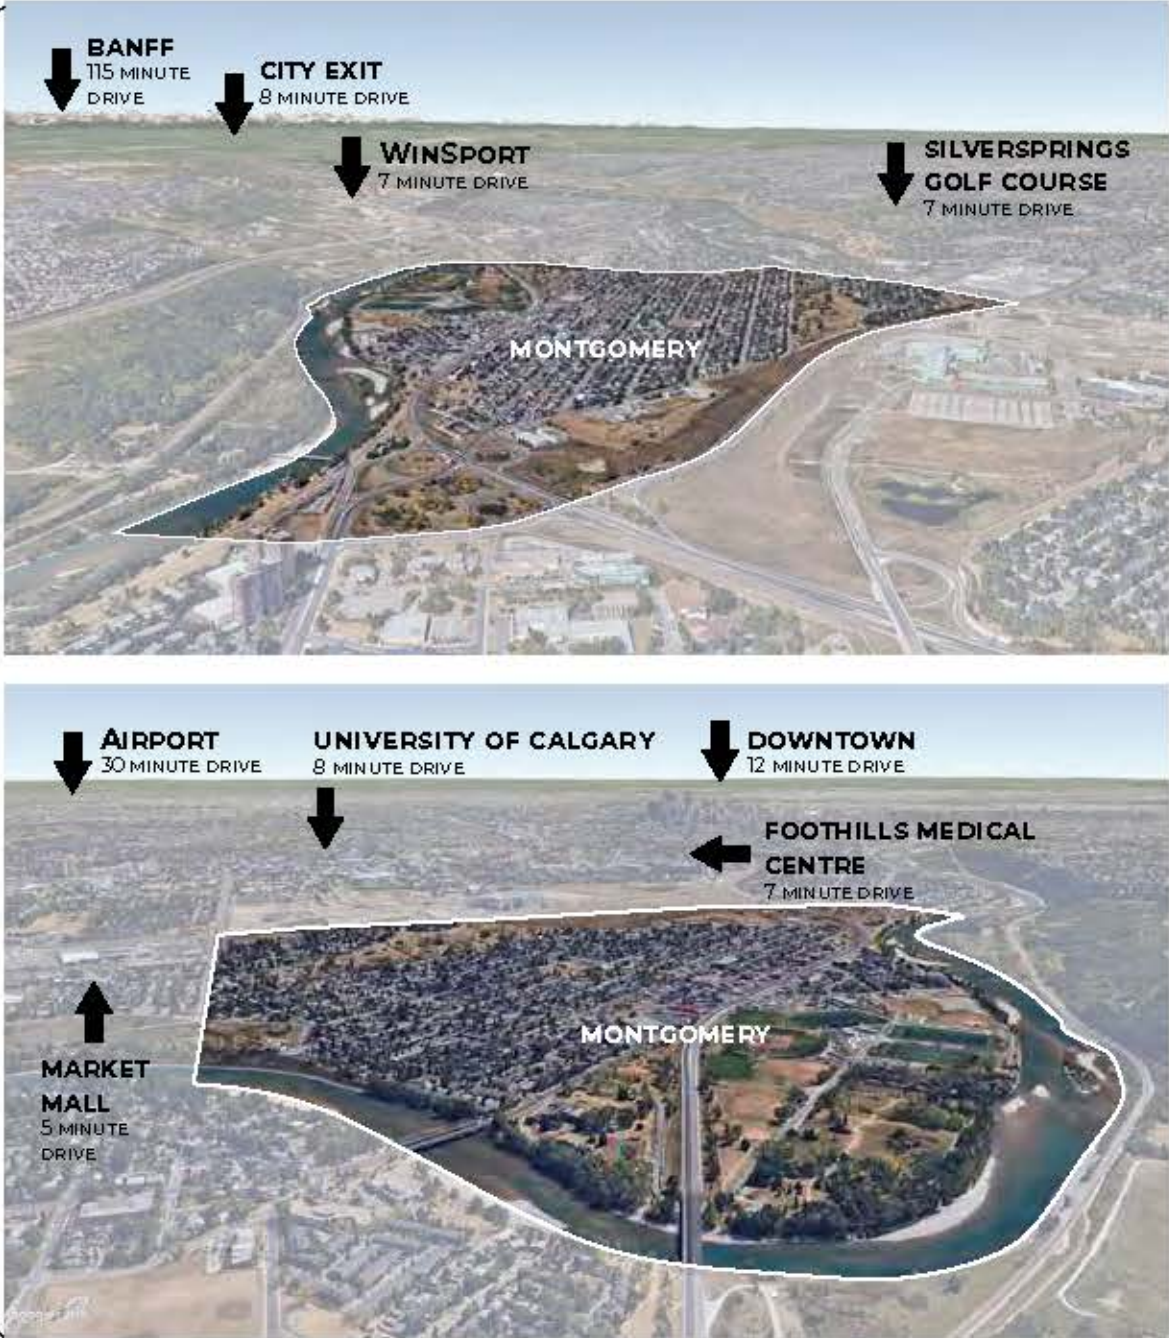 BANFF
115 MINUTE
DRIVE
CITY EXIT
8 MINUTE DRIVE
WINSPORT
7 MINUTE DRIVE
SILVERSPRINGS
GOLF COURSE
7 MINUTE DRIVE
MONTGOMERY
AIRPORT
30 MINUTE DRIVE
UNIVERSITY OF CALGARY
8 MINUTE DRIVE
DOWNTOWN
12 MINUTE DRIVE
FOOTHILLS MEDICAL
CENTRE
7 MINUTE DRIVE
MONTGOMERY
MARKET
MALL
5 MINUTE
DRIVE